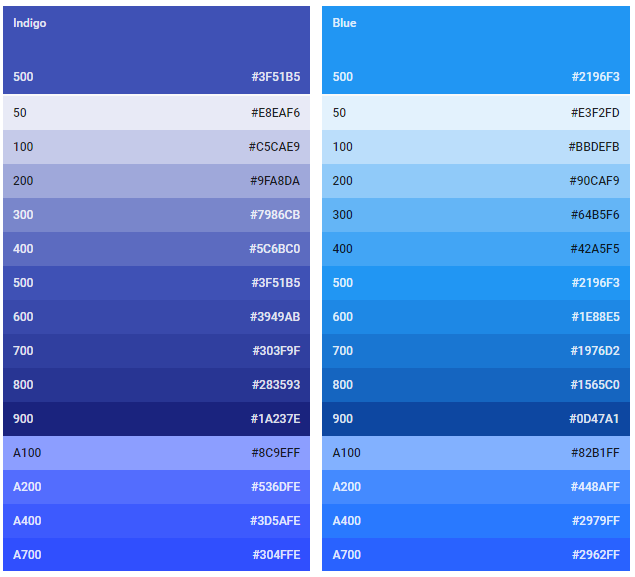 Indigo
500 #3F51B5
50 #E8EAF6
100 #C5CAE9
200 #9FA8DA
300 #7986CB
400 #5C6BC0
500 #3F51B5
600 #3949AB
700 #303F9F
800 #283593
900 #1A237E
A100 #8C9EFF
A200 #536DFE
A400 #3D5AFE
A700 #304FFE
Blue
500 #2196F3
50 #E3F2FD
100 #BBDEFB
200 #90CAF9
300 #64B5F6
400 #42A5F5
500 #2196F3
600 #1E88E5
700 #1976D2
800 #1565C0
900 #0D47A1
A100 #82B1FF
A200 #448AFF
A400 #2979FF
A700 #2962FF